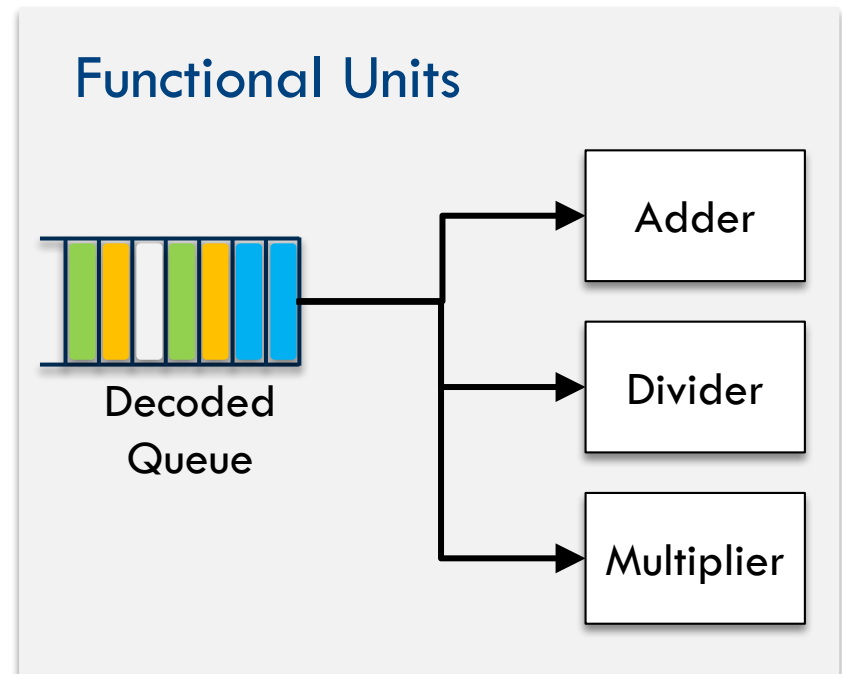 Functional Units
Adder
Divider
Decoded
Queue
Multiplier